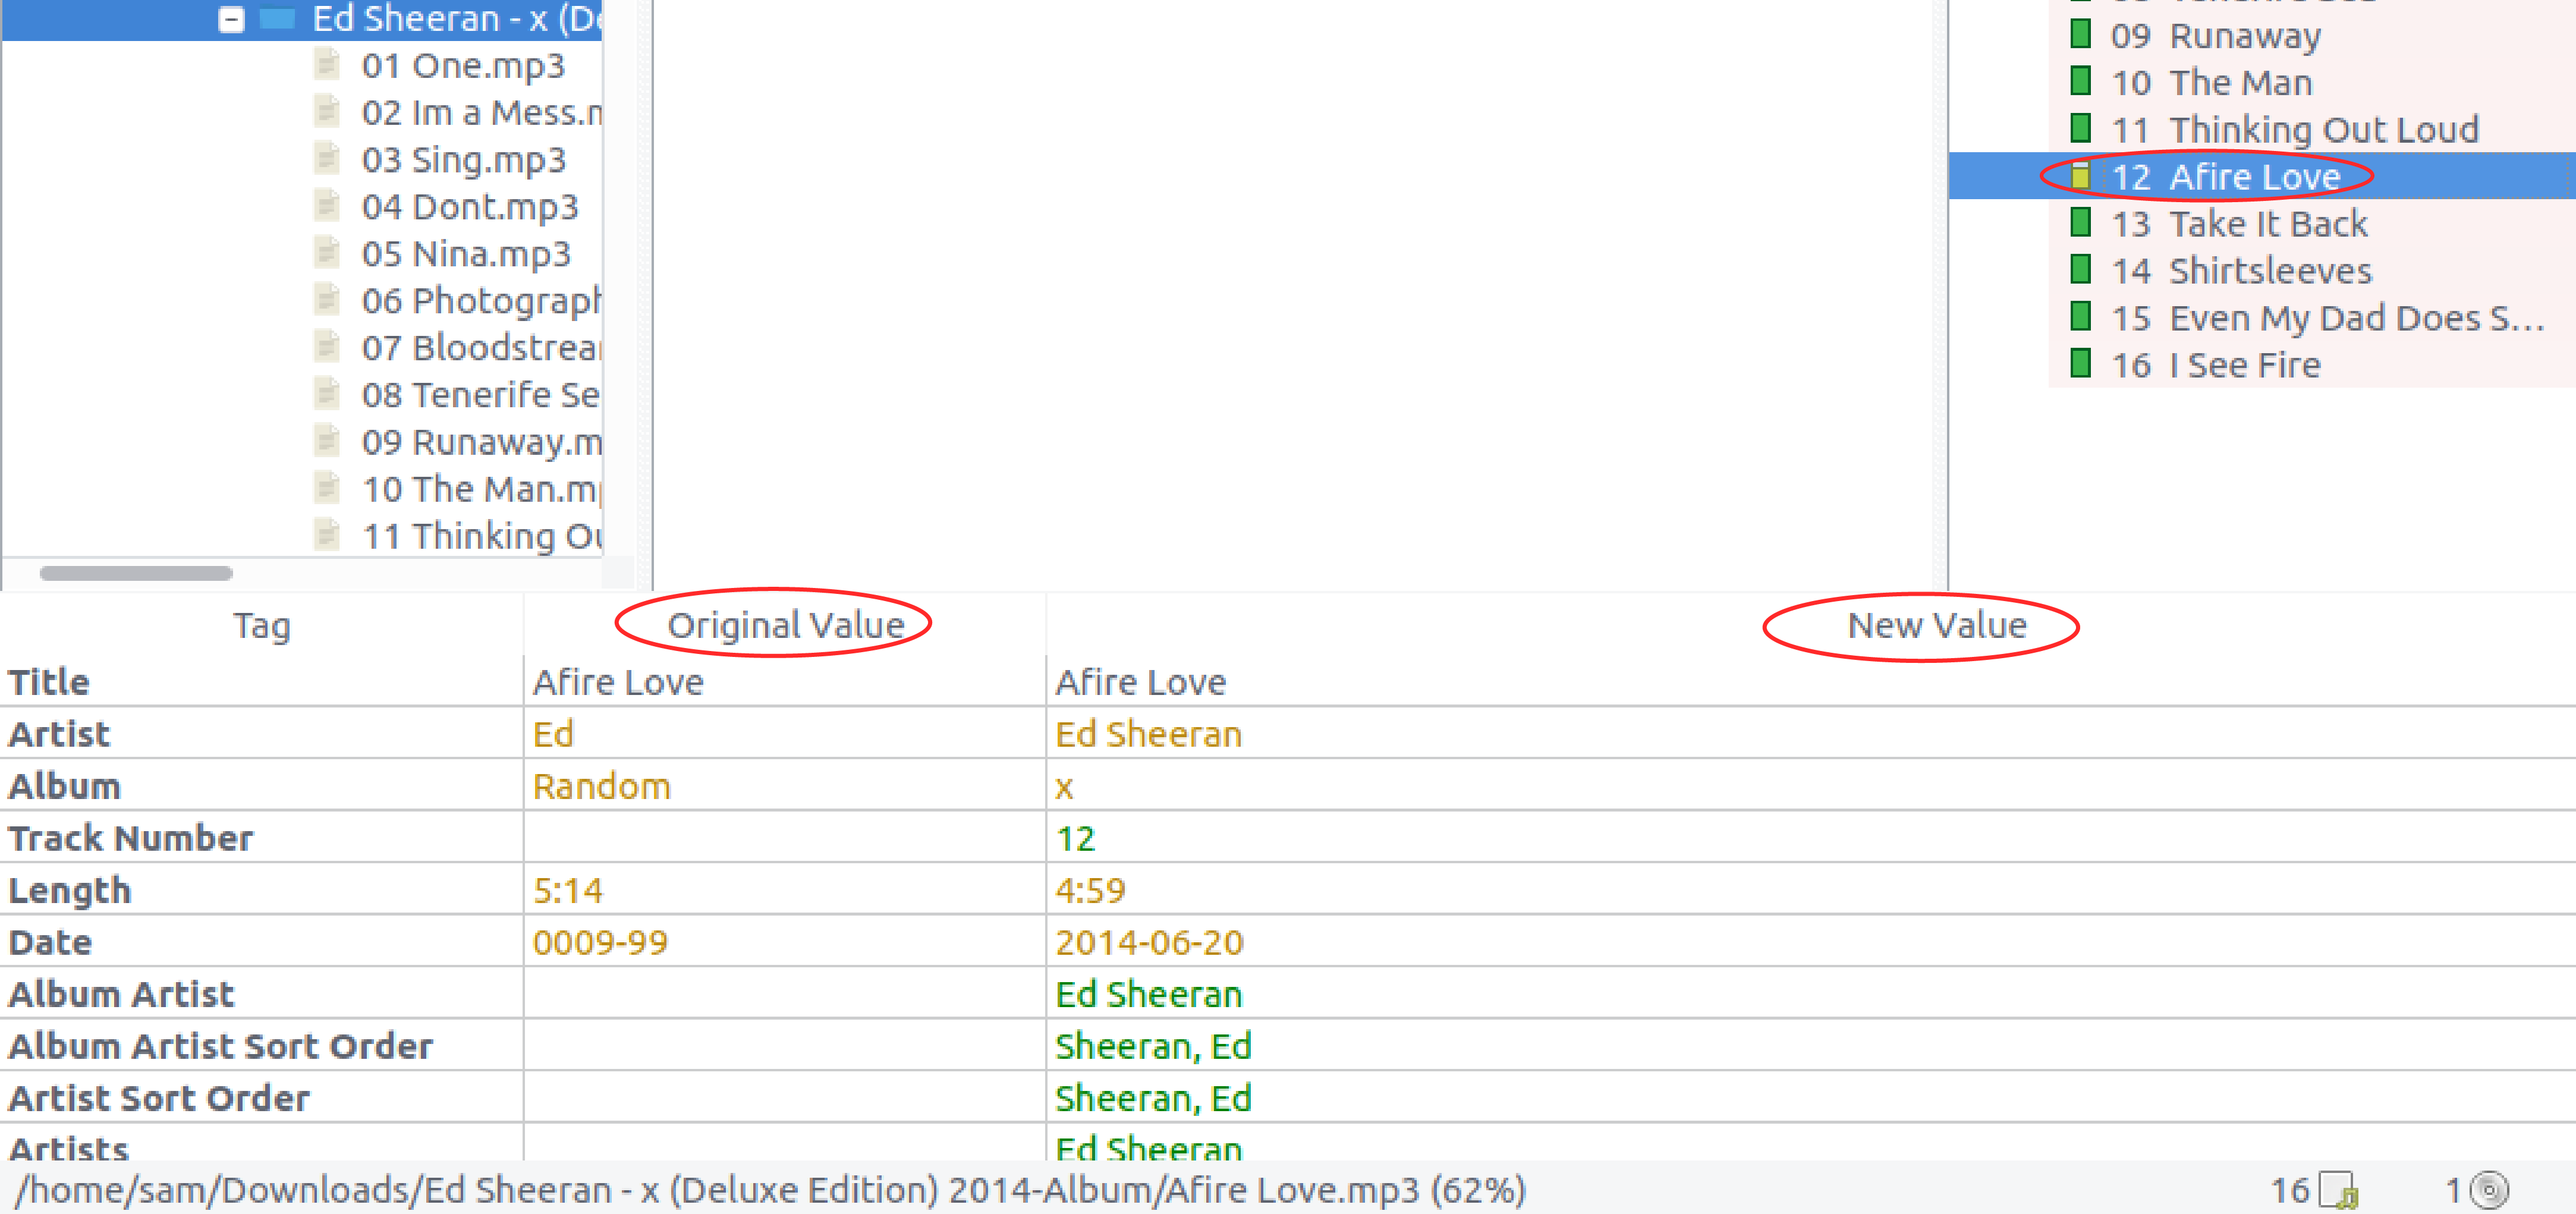 Ed Sheeran - x (De
01 One.mp3
02 Im a Mess.m
03 Sing.mp3
04 Dont.mp3
05 Nina.mp3
06 Photograph
07 Bloodstrea
08 Tenerife Se
09 Runaway.m
10 The Man.mp
11 Thinking Ou
09 Runaway
10 The Man
11 Thinking Out Loud
12 Afire Love
13 Take It Back
14 Shirtsleeves
15 Even My Dad Does S...
16 I See Fire
Tag Original Value New Value
Title Afire Love Afire Love
Artist Ed Ed Sheeran
Album Random x
Track Number 12
Length 5:14 4:59
Date 0009-99 2014-06-20
Album Artist Ed Sheeran
Album Artist Sort Order Sheeran, Ed
Artist Sort Order Sheeran, Ed
Artists Ed Sheeran
/home/sam/Downloads/Ed Sheeran - x (Deluxe Edition) 2014-Album/Afire Love.mp3 (62%) 16 1